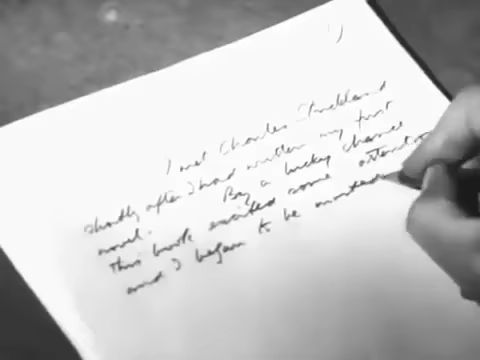 I met Charles Strickland
shortly after I had written my first
novel. By a lucky chance
this book excited some attention
and I began to be